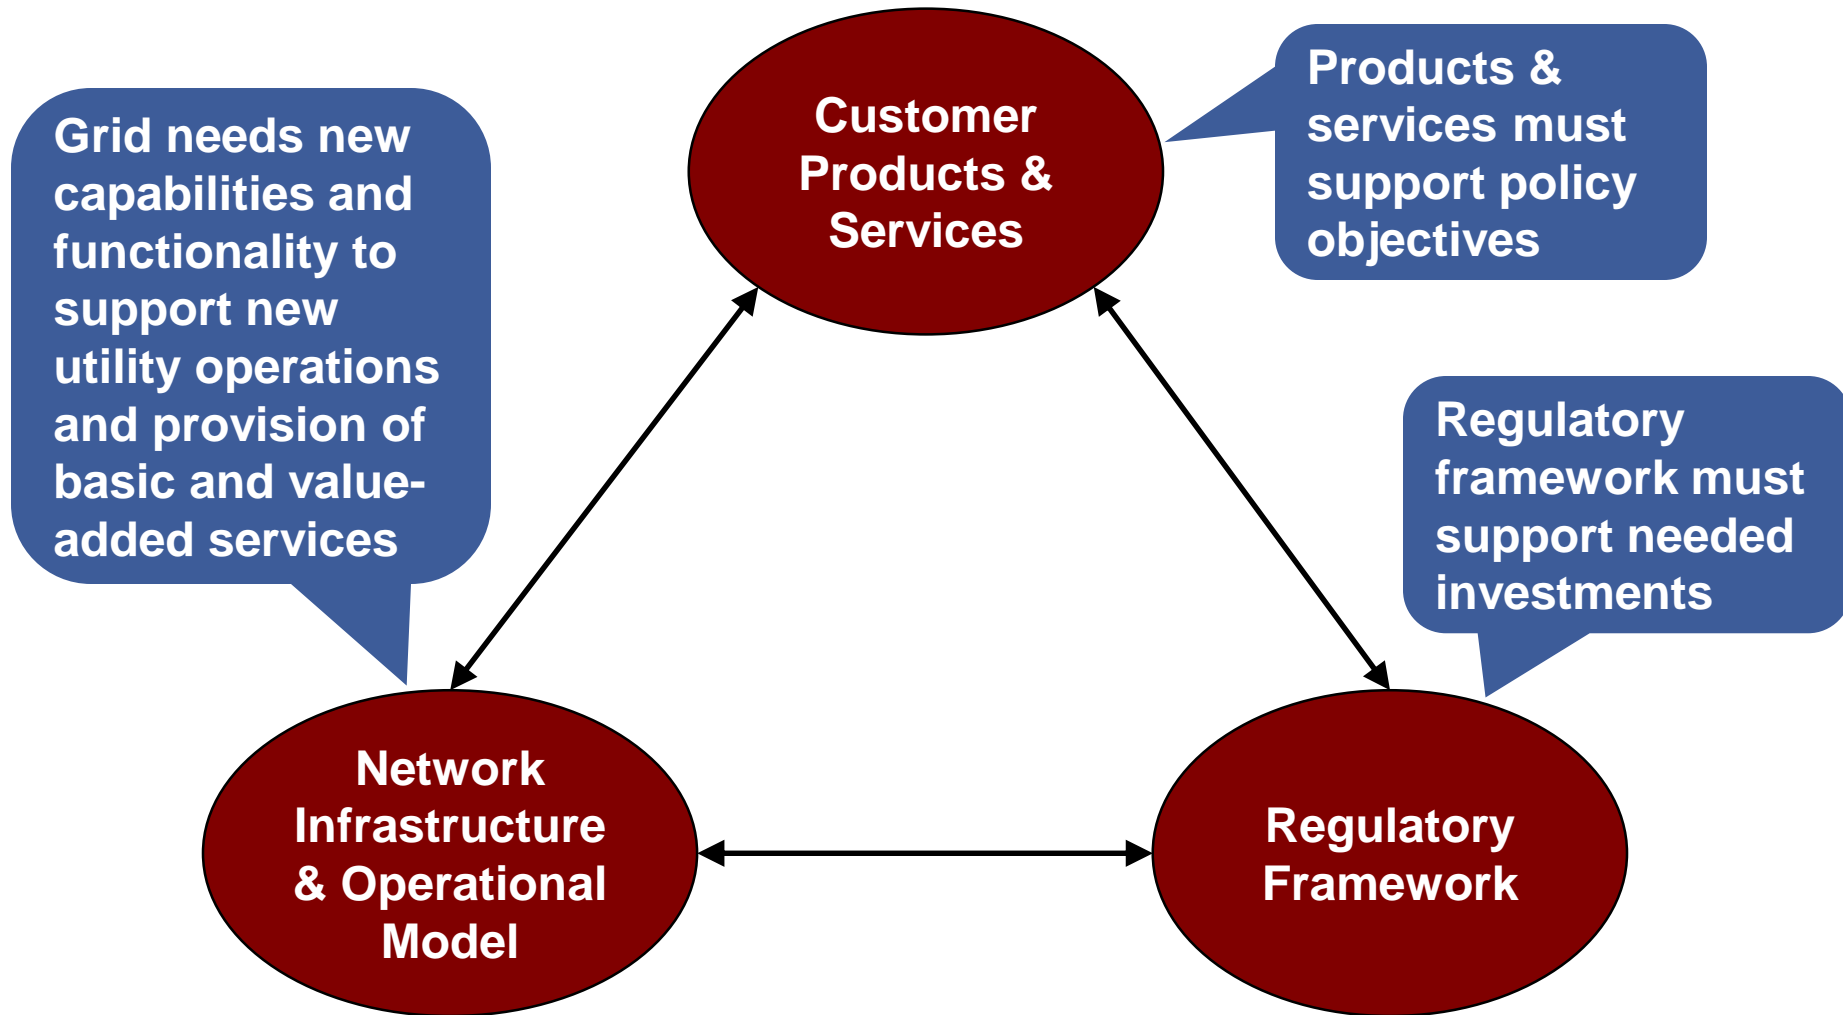 Customer
Products &
Services
Products &
services must
support policy
objectives
Grid needs new
capabilities and
functionality to
support new
utility operations
and provision of
basic and value-
added services
Regulatory
framework must
support needed
investments
Network
Infrastructure
& Operational
Model
Regulatory
Framework